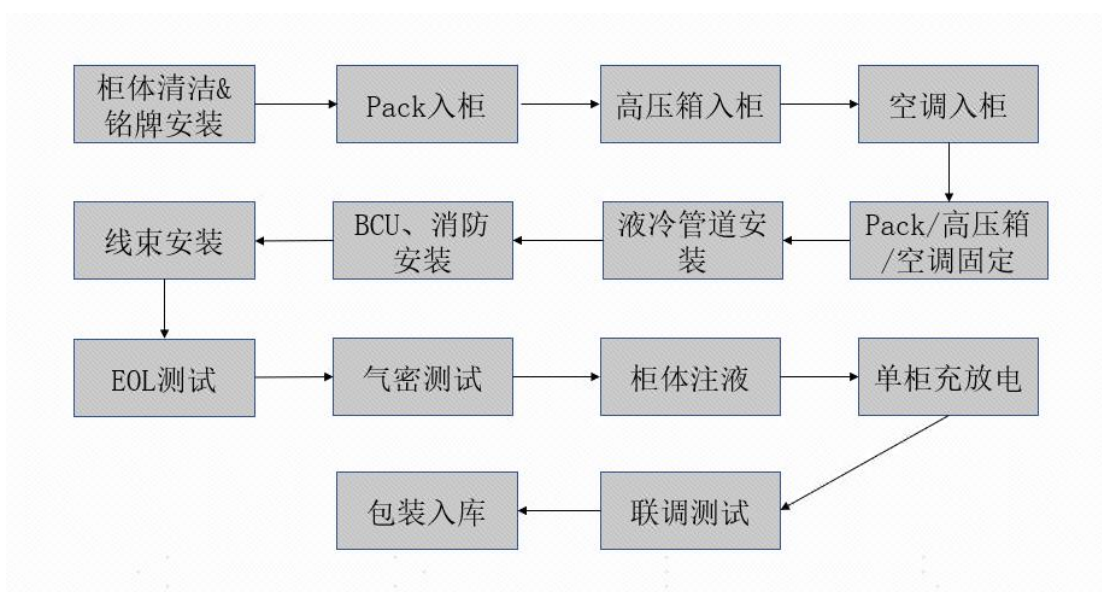 柜体清洁&
铭牌安装
Pack入柜
高压箱入柜
空调入柜
Pack/高压箱
/空调固定
液冷管道安
装
BCU、消防
安装
线束安装
EOL测试
气密测试
柜体注液
单柜充放电
联调测试
包装入库